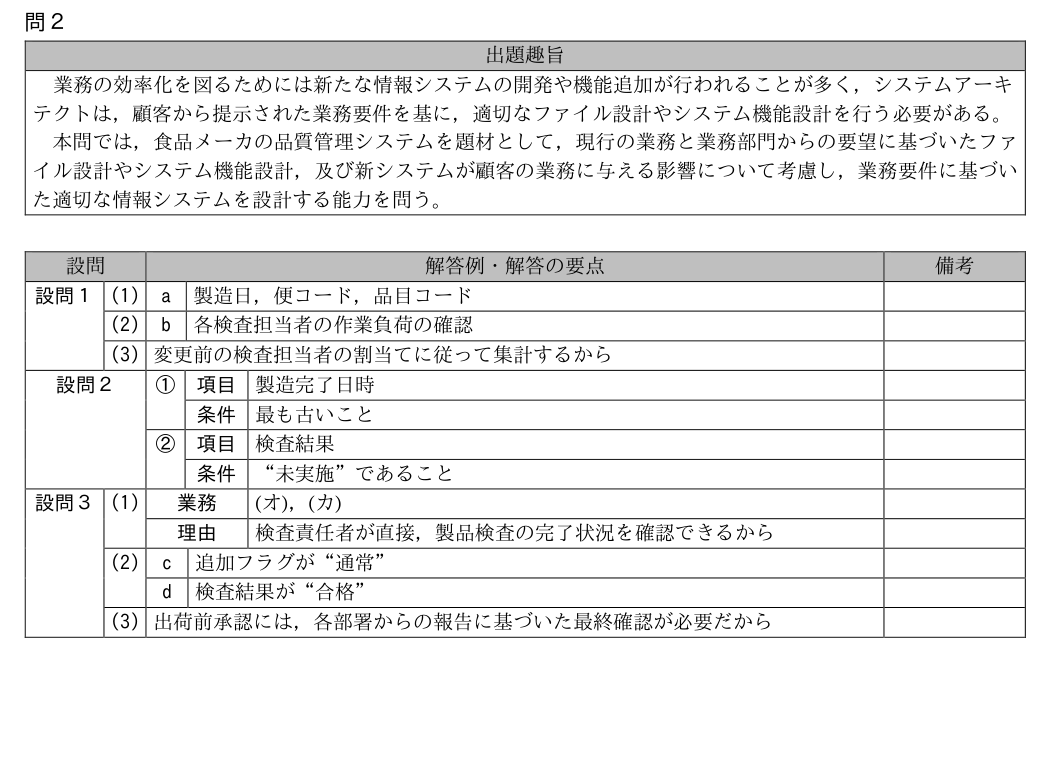 問2
出題趣旨
業務の効率化を図るためには新たな情報システムの開発や機能追加が行われることが多く，システムアーキ
テクトは，顧客から提示された業務要件を基に，適切なファイル設計やシステム機能設計を行う必要がある。
本問では，食品メーカの品質管理システムを題材として，現行の業務と業務部門からの要望に基づいたファ
イル設計やシステム機能設計，及び新システムが顧客の業務に与える影響について考慮し，業務要件に基づい
た適切な情報システムを設計する能力を問う。
設問 解答例・解答の要点 備考
設問1 (1) a 製造日，便コード，品目コード
(2) b 各検査担当者の作業負荷の確認
(3) 変更前の検査担当者の割当てに従って集計するから
設問2 ① 項目 製造完了日時
条件 最も古いこと
② 項目 検査結果
条件 “未実施”であること
設問3 (1) 業務 (オ)，(カ)
理由 検査責任者が直接，製品検査の完了状況を確認できるから
(2) c 追加フラグが“通常”
d 検査結果が“合格”
(3) 出荷前承認には，各部署からの報告に基づいた最終確認が必要だから